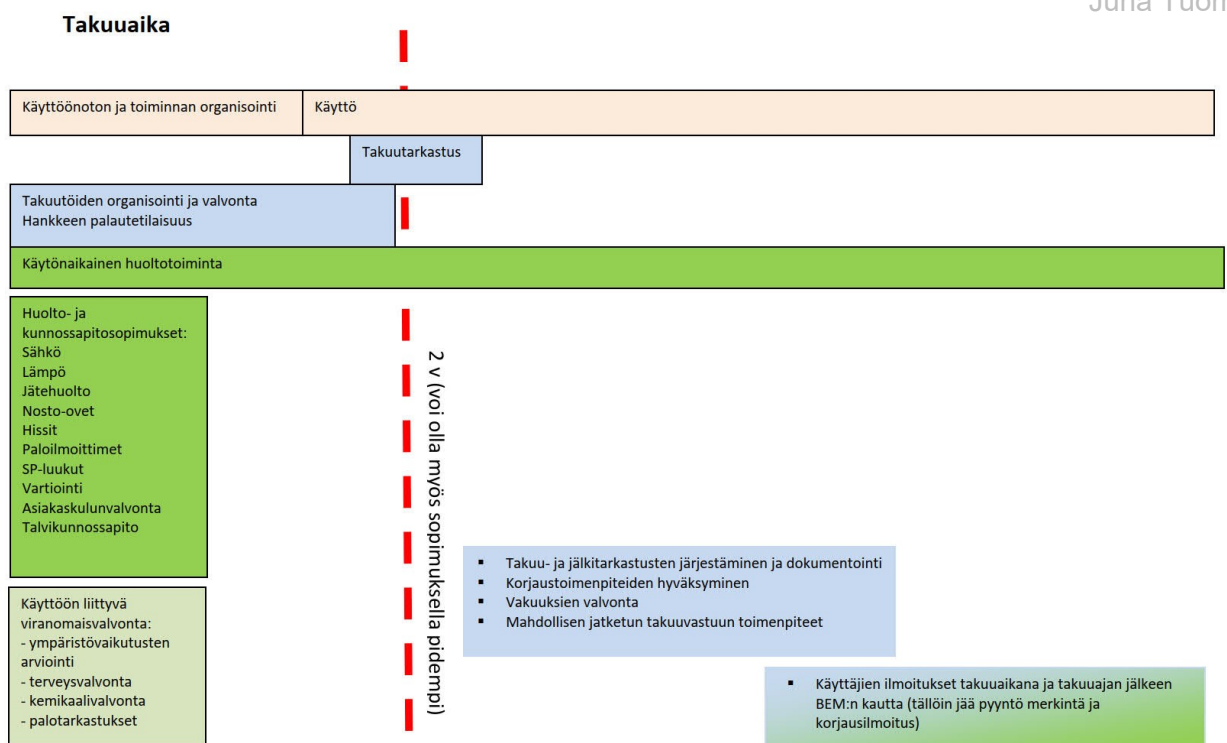 Takuuaika
Käyttöönoton ja toiminnan organisointi
Käyttö
Takuutarkastus
Takuutöiden organisointi ja valvonta
Hankkeen palautetilaisuus
Käytönaikainen huoltotoiminta
Huolto- ja
kunnossapitosopimukset:
Sähkö
Lämpö
Jätehuolto
Nosto-ovet
Hissit
Paloilmoittimet
SP-luukut
Vartiointi
Asiakaskulunvalvonta
Talvikunnossapito
2 v (voi olla myös sopimuksella pidempi)
▪ Takuu- ja jälkitarkastusten järjestäminen ja dokumentointi
▪ Korjaustoimenpiteiden hyväksyminen
▪ Vakuuksien valvonta
▪ Mahdollisen jatketun takuuvastuun toimenpiteet
Käyttöön liittyvä
viranomaisvalvonta:
- ympäristövaikutusten
arviointi
- terveysvalvonta
- kemikaalivalvonta
- palotarkastukset
▪ Käyttäjien ilmoitukset takuuaikana ja takuuajan jälkeen
BEM:n kautta (tällöin jää pyyntö merkintä ja
korjausilmoitus)